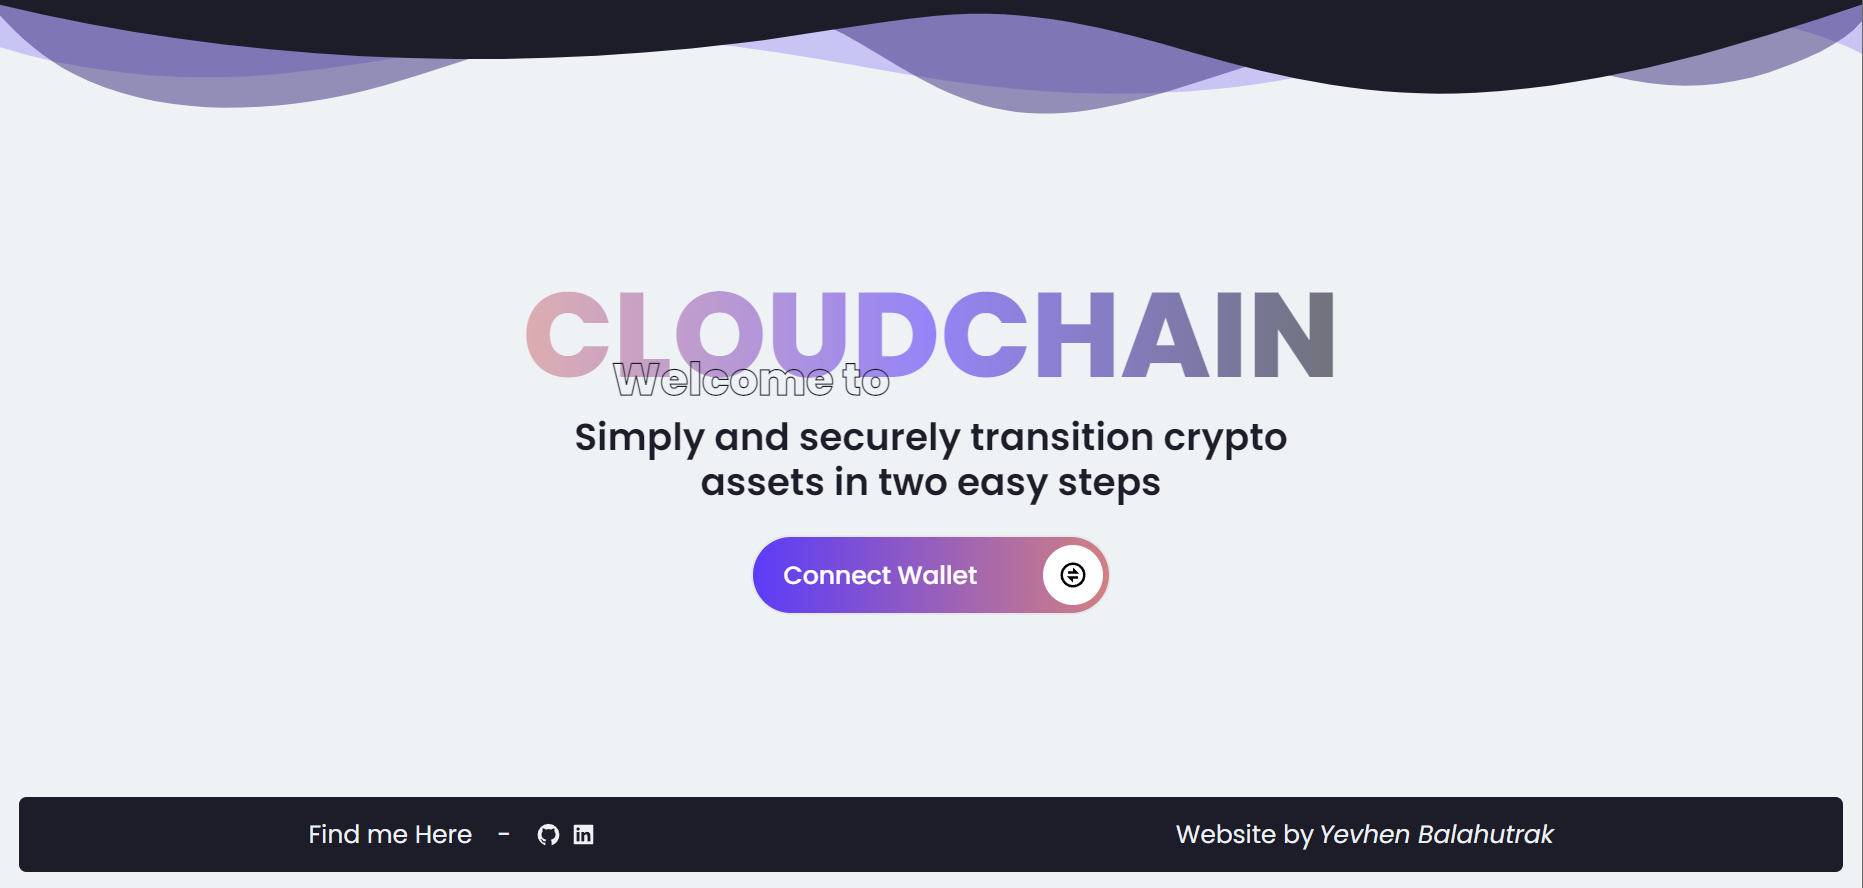 CLOUDCHAIN
Welcome to
Simply and securely transition crypto
assets in two easy steps
Connect Wallet
Find me Here -
Website by Yevhen Balahutrak